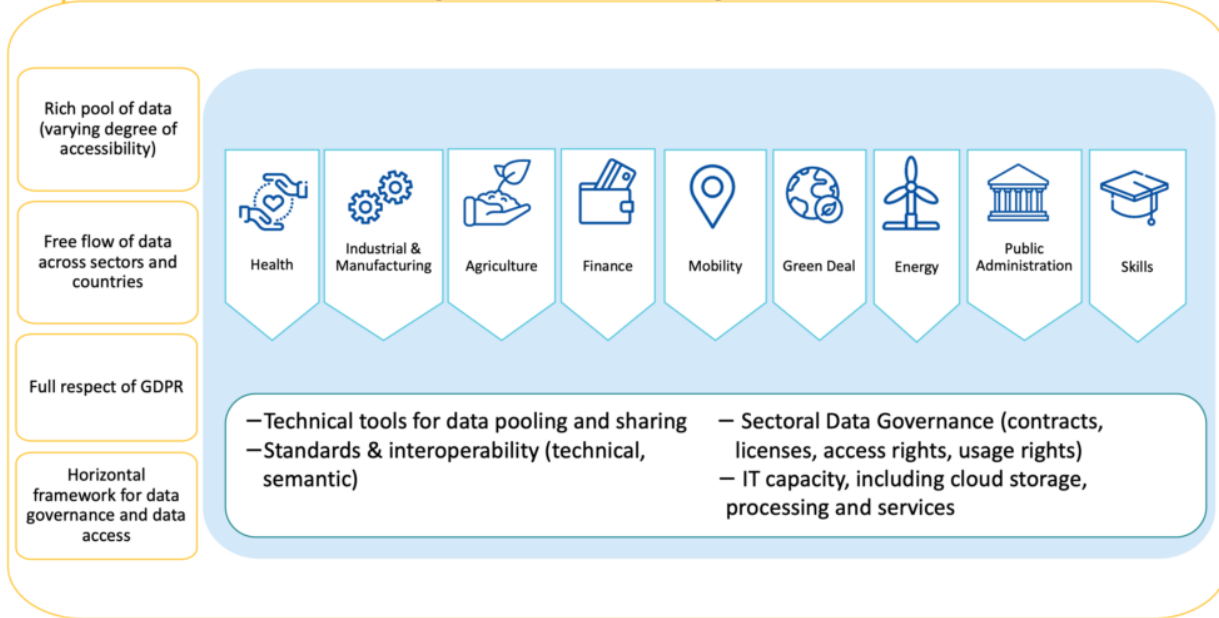 Rich pool of data
(varying degree of
accessibility)
Free flow of data
across sectors and
countries
Full respect of GDPR
Horizontal
framework for data
governance and data
access
Health
Industrial &
Manufacturing
Agriculture
Finance
Mobility
Green Deal
Energy
Public
Administration
Skills
–Technical tools for data pooling and sharing
–Standards & interoperability (technical,
semantic)
– Sectoral Data Governance (contracts,
licenses, access rights, usage rights)
– IT capacity, including cloud storage,
processing and services